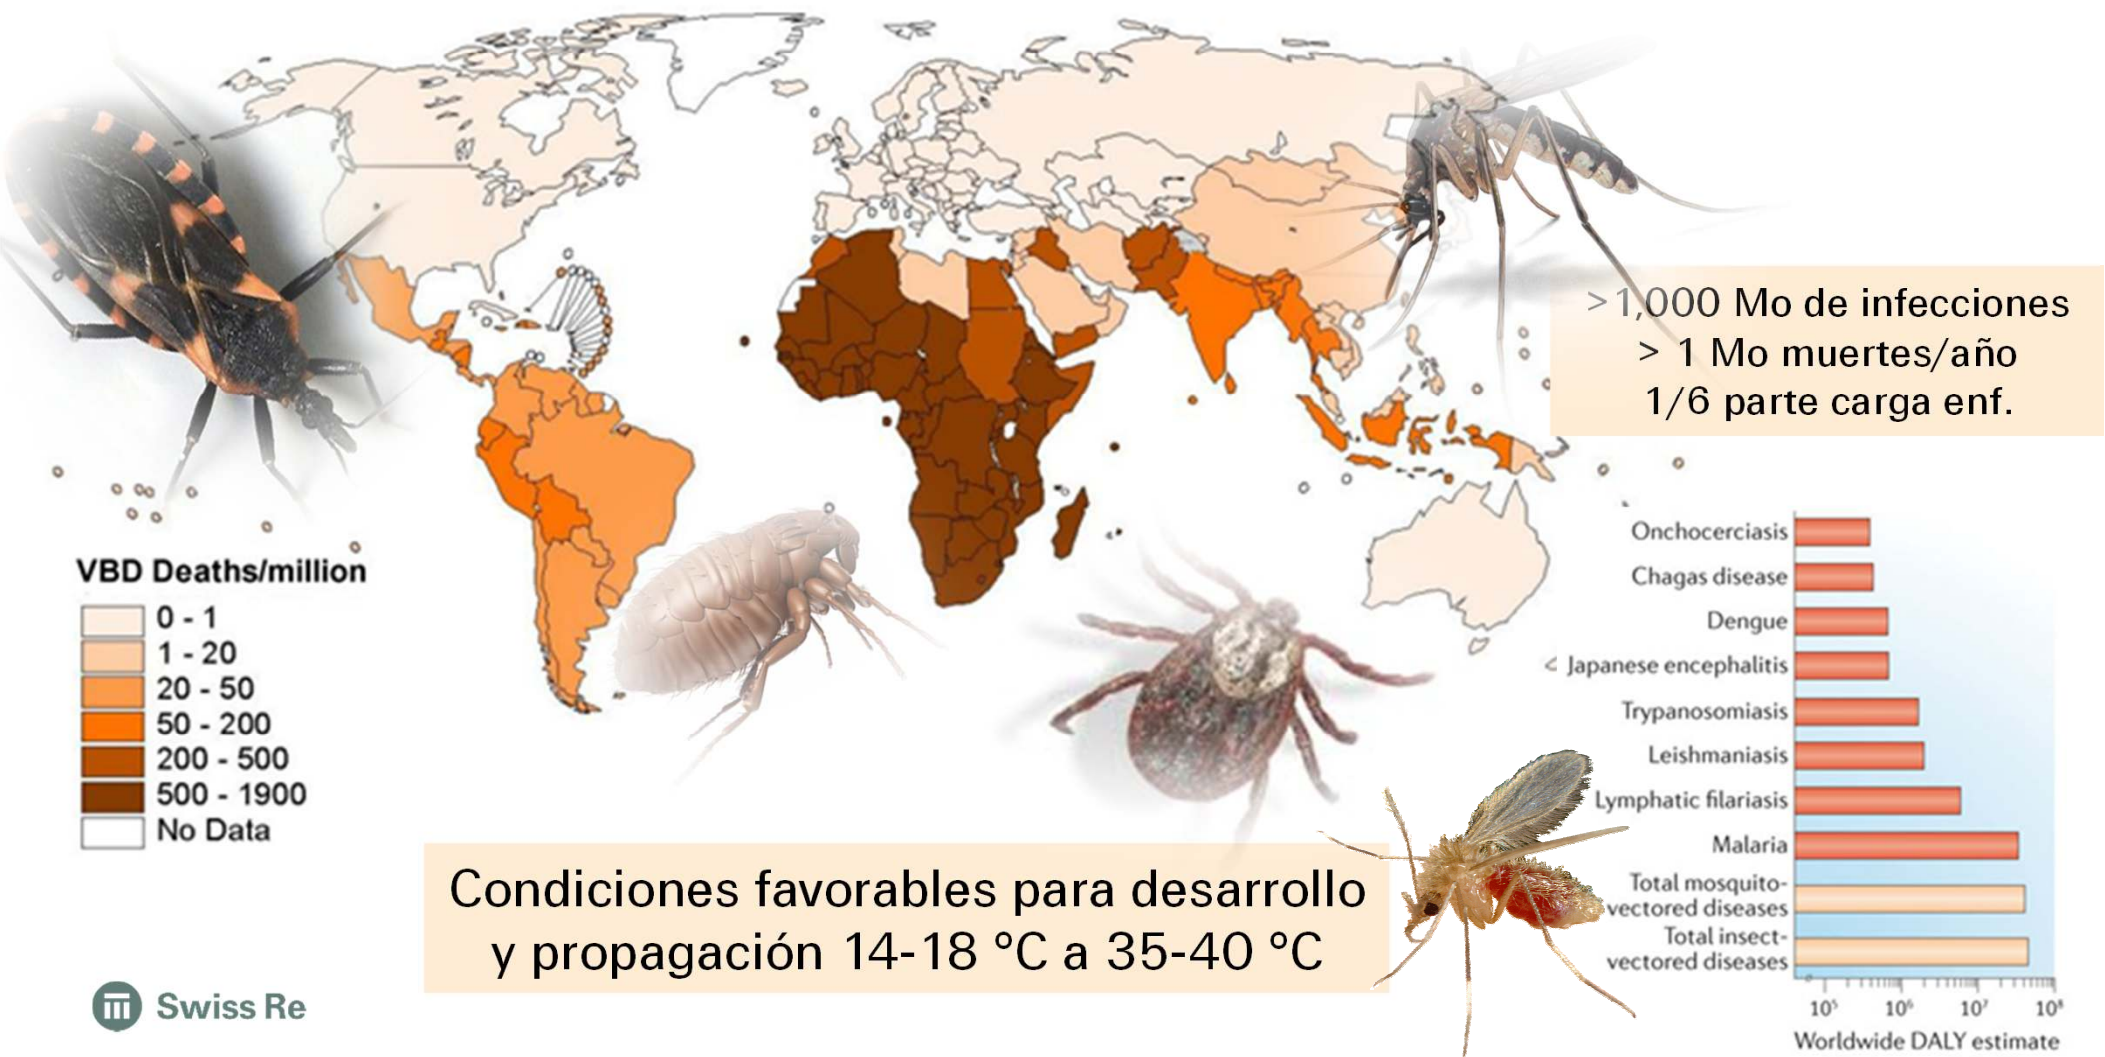 >1,000 Mo de infecciones
> 1 Mo muertes/año
1/6 parte carga enf.
VBD Deaths/million
0 - 1
1 - 20
20 - 50
50 - 200
200 - 500
500 - 1900
No Data
Condiciones favorables para desarrollo
y propagación 14-18 °C a 35-40 °C
Swiss Re
Onchocerciasis
Chagas disease
Dengue
Japanese encephalitis
Trypanosomiasis
Leishmaniasis
Lymphatic filariasis
Malaria
Total mosquito-
vectored diseases
Total insect-
vectored diseases
10⁵ 10⁶ 10⁷ 10⁸
Worldwide DALY estimate